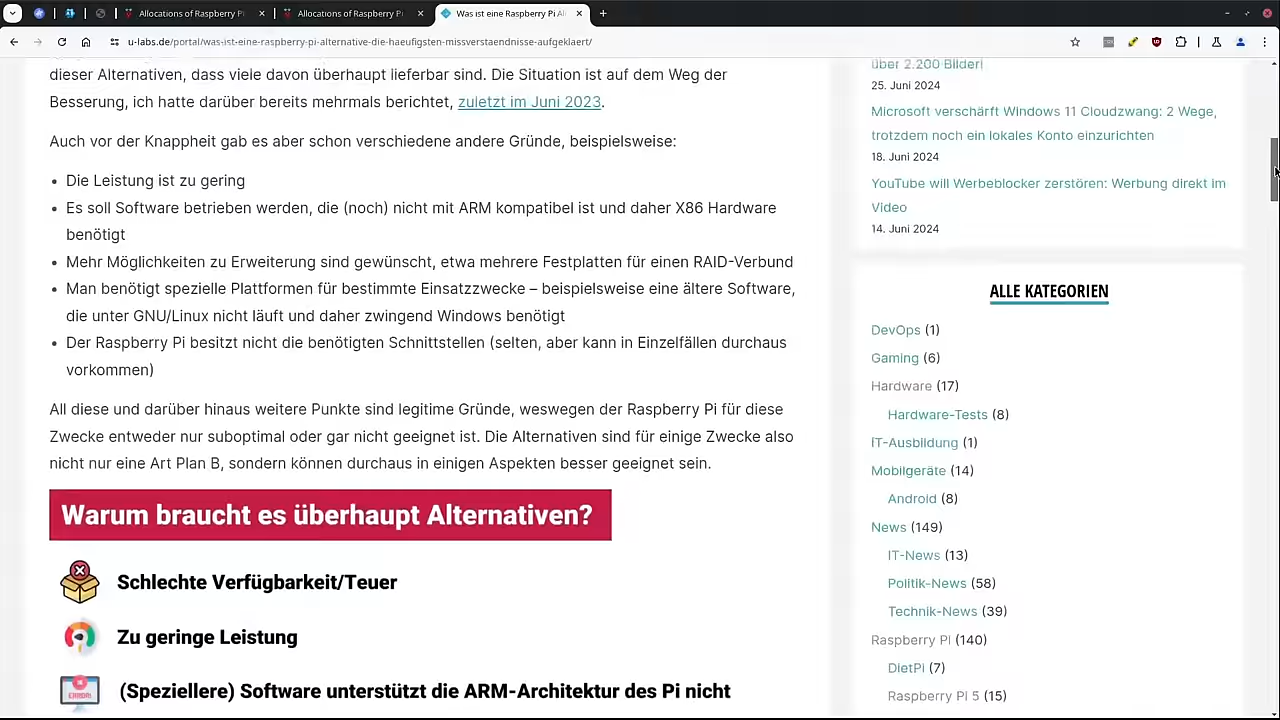 Allocations of Raspberry Pi
Allocations of Raspberry Pi
Was ist eine Raspberry Pi Al
u-labs.de/portal/was-ist-eine-raspberry-pi-alternative-die-haeufigsten-missverstaendnisse-aufgeklaert/
dieser Alternativen, dass viele davon überhaupt lieferbar sind. Die Situation ist auf dem Weg der
Besserung, ich hatte darüber bereits mehrmals berichtet, zuletzt im Juni 2023.
Auch vor der Knappheit gab es aber schon verschiedene andere Gründe, beispielsweise:
• Die Leistung ist zu gering
• Es soll Software betrieben werden, die (noch) nicht mit ARM kompatibel ist und daher X86 Hardware
benötigt
• Mehr Möglichkeiten zu Erweiterung sind gewünscht, etwa mehrere Festplatten für einen RAID-Verbund
• Man benötigt spezielle Plattformen für bestimmte Einsatzzwecke – beispielsweise eine ältere Software,
die unter GNU/Linux nicht läuft und daher zwingend Windows benötigt
• Der Raspberry Pi besitzt nicht die benötigten Schnittstellen (selten, aber kann in Einzelfällen durchaus
vorkommen)
All diese und darüber hinaus weitere Punkte sind legitime Gründe, weswegen der Raspberry Pi für diese
Zwecke entweder nur suboptimal oder gar nicht geeignet ist. Die Alternativen sind für einige Zwecke also
nicht nur eine Art Plan B, sondern können durchaus in einigen Aspekten besser geeignet sein.
Warum braucht es überhaupt Alternativen?
Schlechte Verfügbarkeit/Teuer
Zu geringe Leistung
ERROR!
(Speziellere) Software unterstützt die ARM-Architektur des Pi nicht
über 2.200 Bilder!
25. Juni 2024
Microsoft verschärft Windows 11 Cloudzwang: 2 Wege,
trotzdem noch ein lokales Konto einzurichten
18. Juni 2024
YouTube will Werbeblocker zerstören: Werbung direkt im
Video
14. Juni 2024
ALLE KATEGORIEN
DevOps (1)
Gaming (6)
Hardware (17)
Hardware-Tests (8)
iT-Ausbildung (1)
Mobilgeräte (14)
Android (8)
News (149)
IT-News (13)
Politik-News (58)
Technik-News (39)
Raspberry PI (140)
DietPi (7)
Raspberry PI 5 (15)